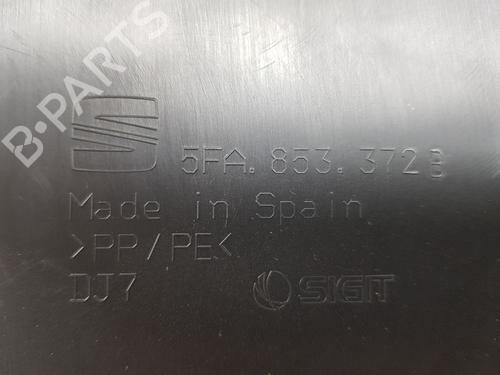 B-PARTS
5FA.853.372 B
Made in Spain
>PP/PE<
DJ7
SIGIT